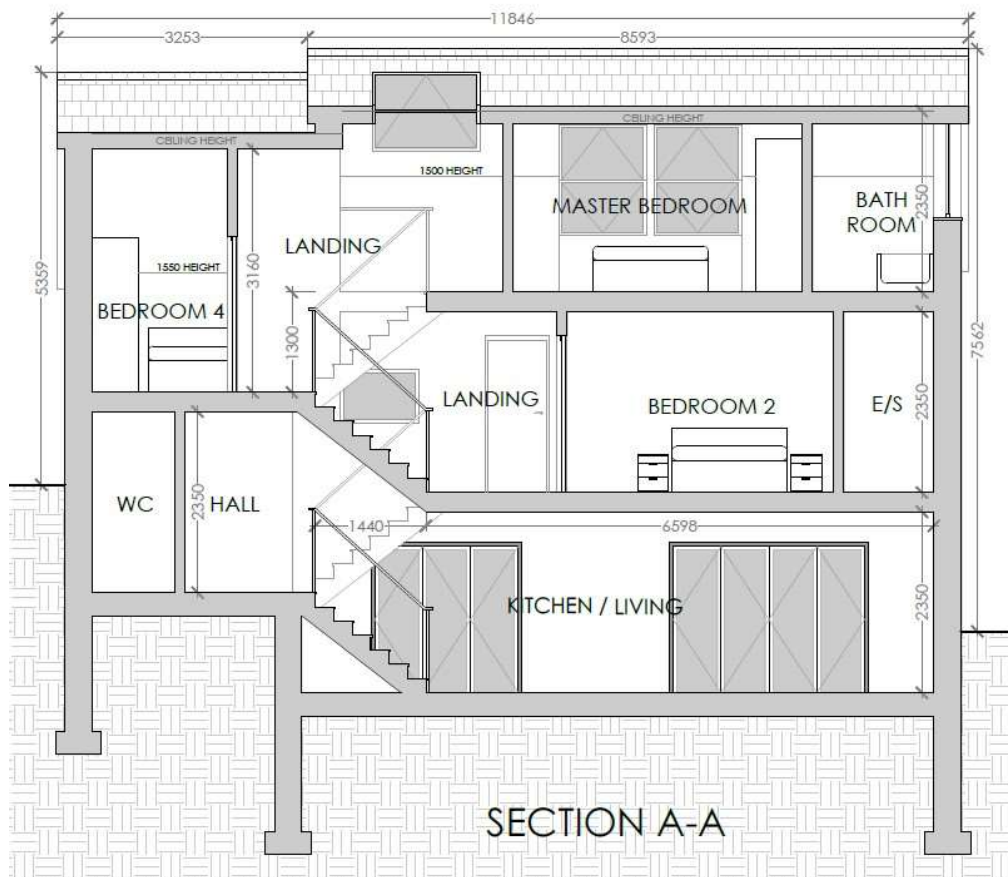 11846
3253
8593
CEILING HEIGHT
CEILING HEIGHT
1500 HEIGHT
MASTER BEDROOM
BATH
ROOM
2350
LANDING
1550 HEIGHT
3160
5359
BEDROOM 4
1300
7562
LANDING
BEDROOM 2
E/S
2350
WC
2350
HALL
1440
6598
KITCHEN / LIVING
2350
SECTION A-A